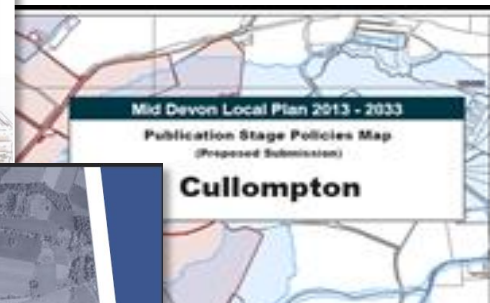 Mid Devon Local Plan 2013 - 2033
Publication Stage Policies Map
(Proposed Submission)
Cullompton